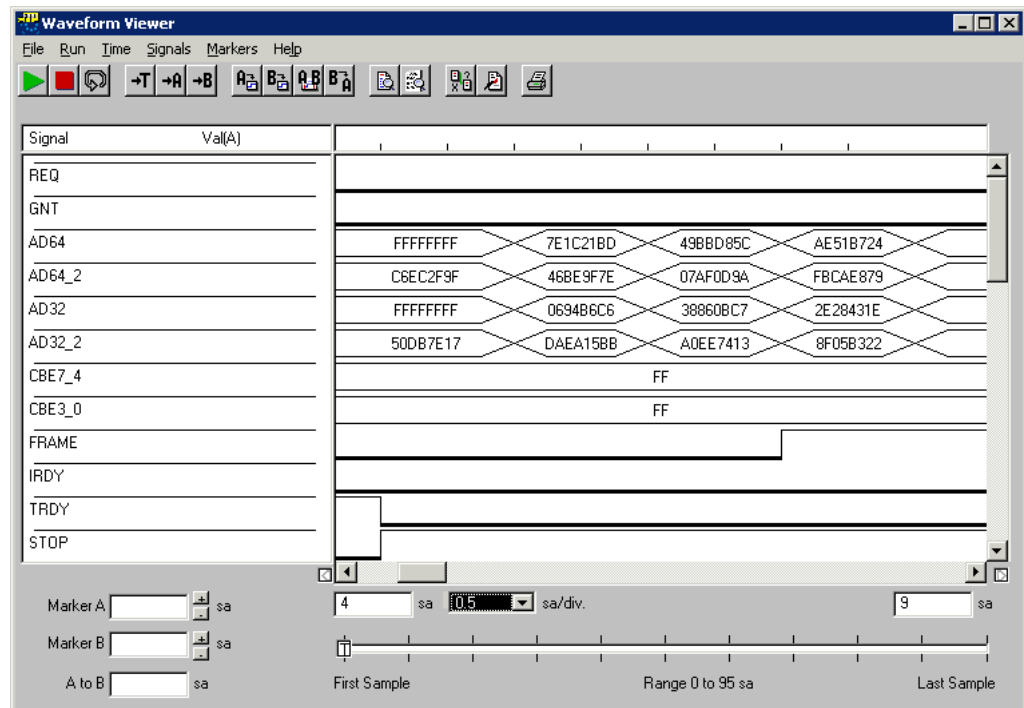 Waveform Viewer
File Run Time Signals Markers Help
→T →A →B A B A B B A
Signal Val(A)
REQ
GNT
AD64 FFFFFFFF 7E1C21BD 49BBD85C AE51B724
AD64_2 C6EC2F9F 46BE9F7E 07AF0D9A FBCAE879
AD32 FFFFFFFF 0694B6C6 38860BC7 2E28431E
AD32_2 50DB7E17 DAEA15BB A0EE7413 8F05B322
CBE7_4 FF
CBE3_0 FF
FRAME
IRDY
TRDY
STOP
Marker A + - sa 4 sa 0.5 sa/div. 9 sa
Marker B + - sa
A to B sa First Sample Range 0 to 95 sa Last Sample